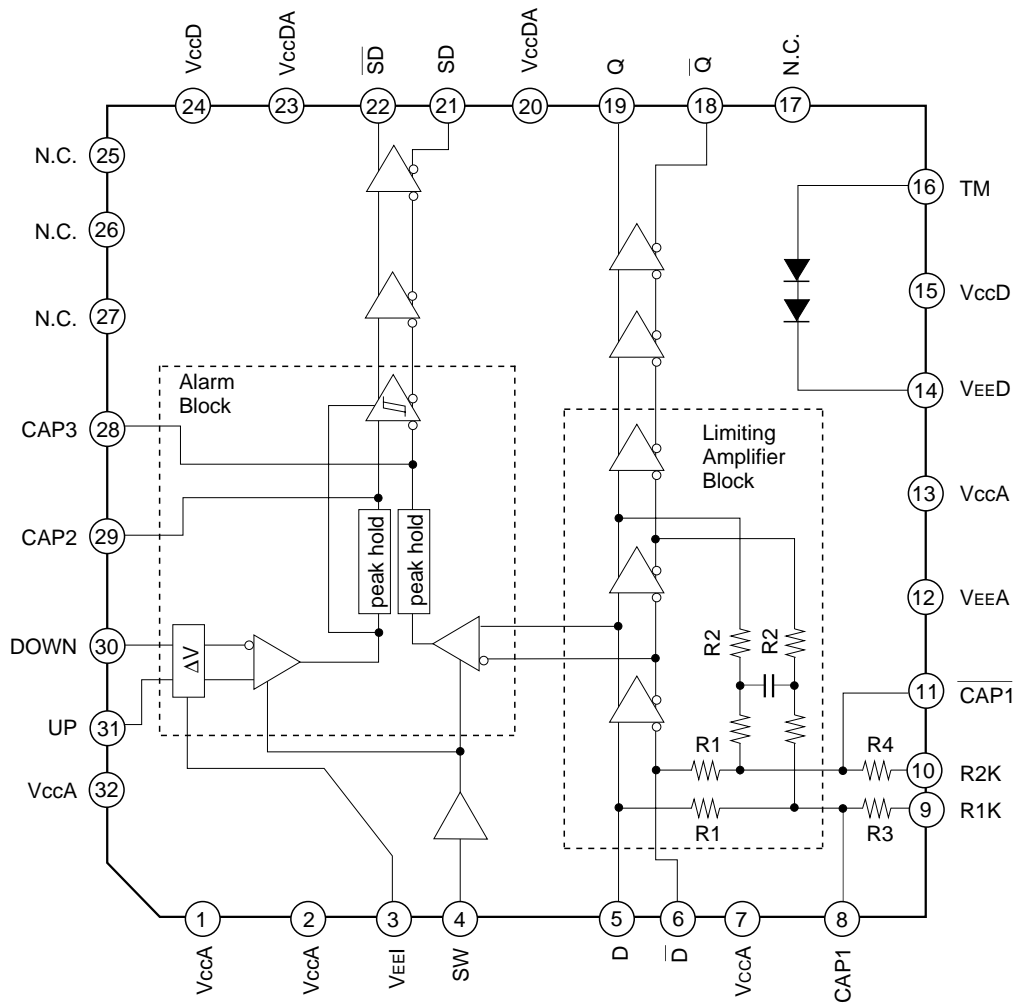 VccD
VccDA
SD
SD
VccDA
Q
Q
N.C.
24
23
22
21
20
19
18
17
N.C. 25
N.C. 26
N.C. 27
CAP3 28
CAP2 29
DOWN 30
UP 31
VccA 32
16 TM
15 VccD
14 VEED
13 VccA
12 VEEA
11 CAP1
10 R2K
9 R1K
Alarm
Block
Limiting
Amplifier
Block
peak hold
peak hold
ΔV
R2
R2
R1
R4
R1
R3
1
2
3
4
5
6
7
8
VccA
VccA
VEEI
SW
D
D
VccA
CAP1